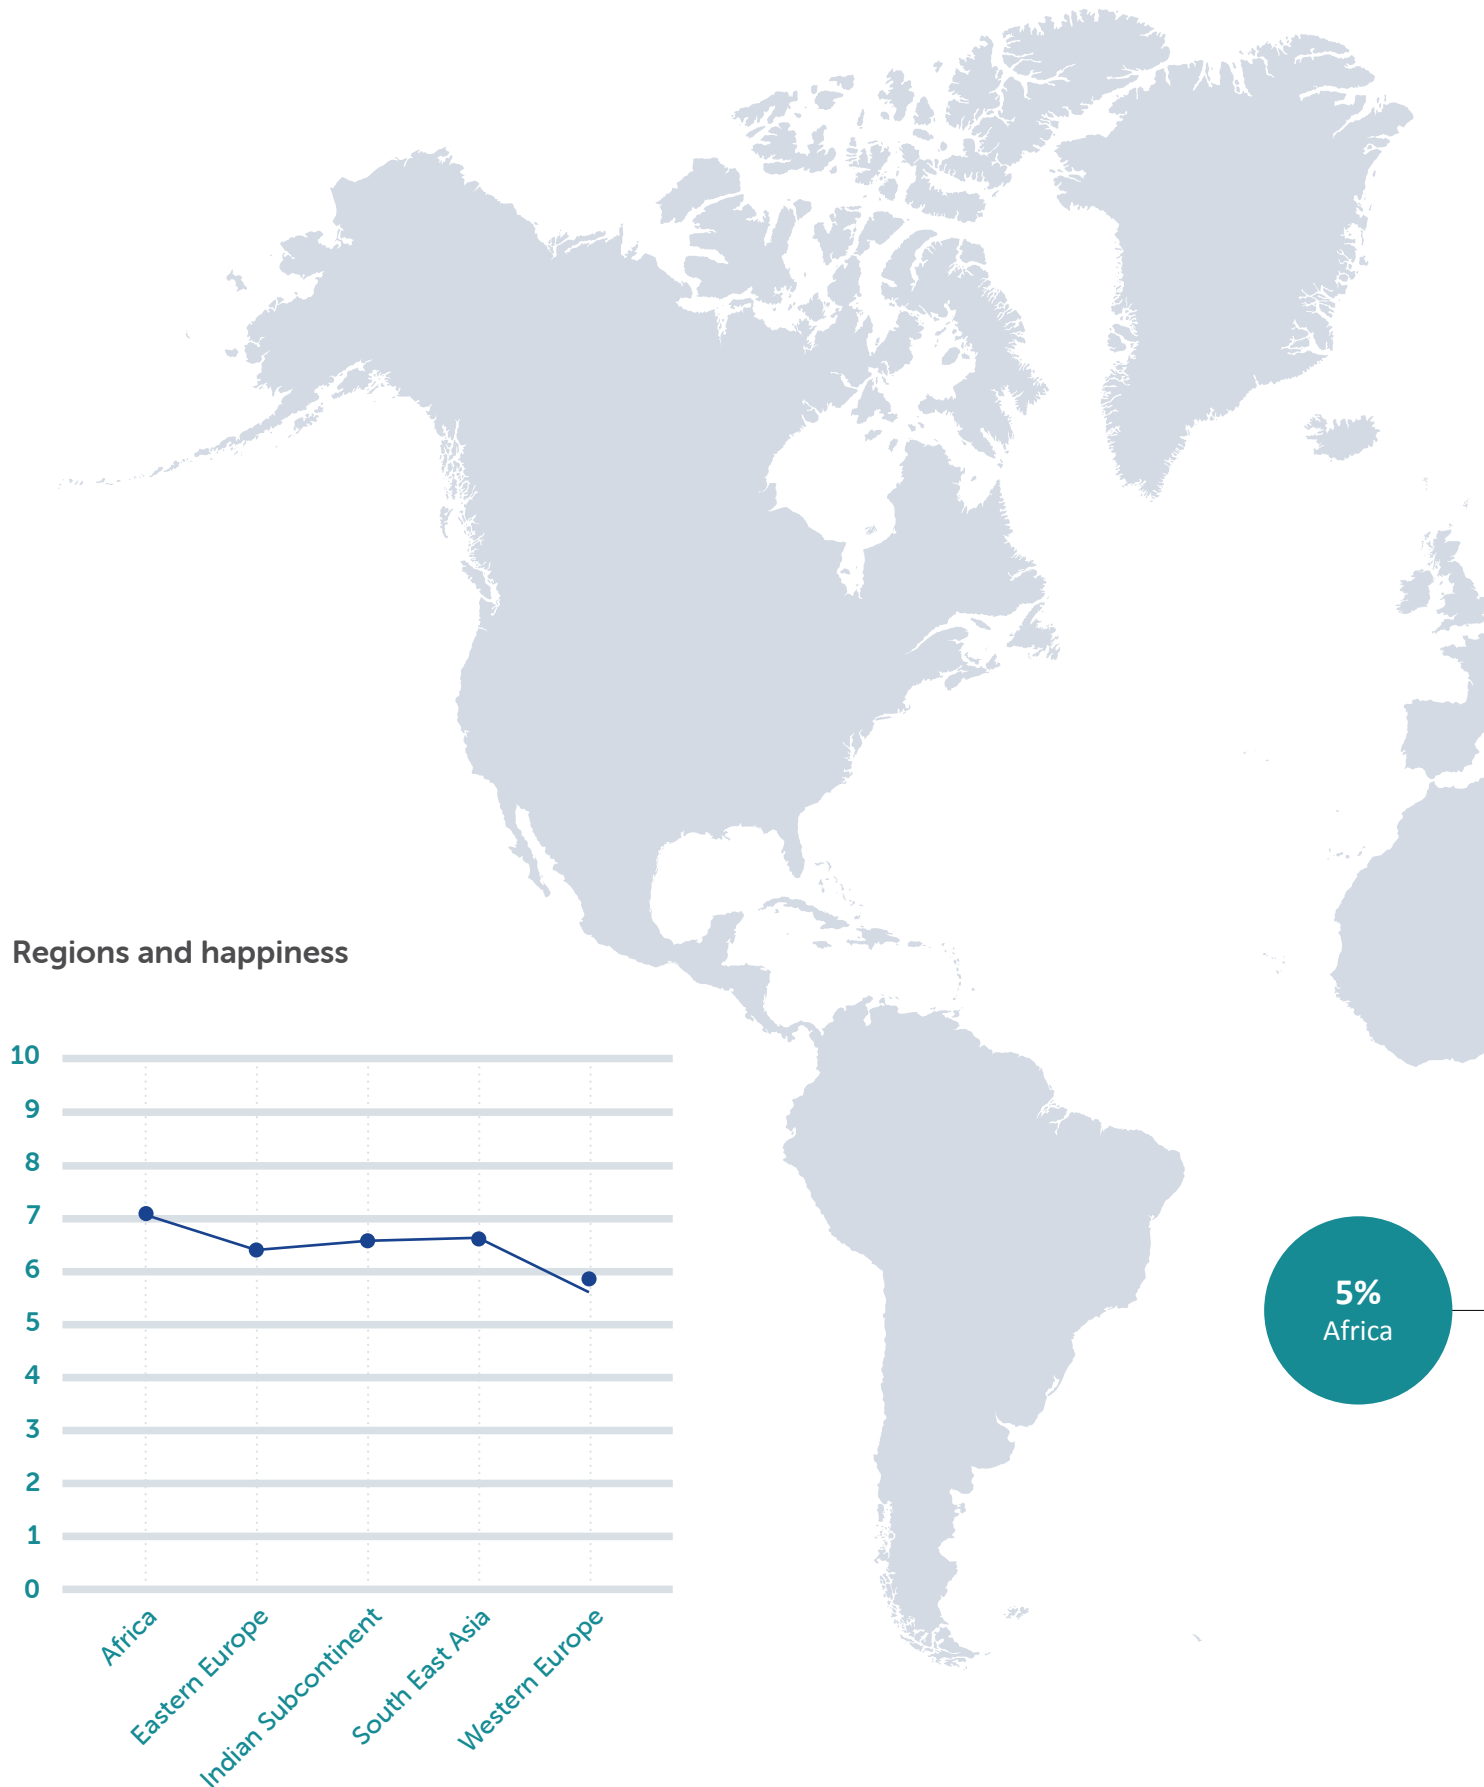 Regions and happiness
10
9
8
7
6
5
4
3
2
1
0
Africa
Eastern Europe
Indian Subcontinent
South East Asia
Western Europe
5%
Africa